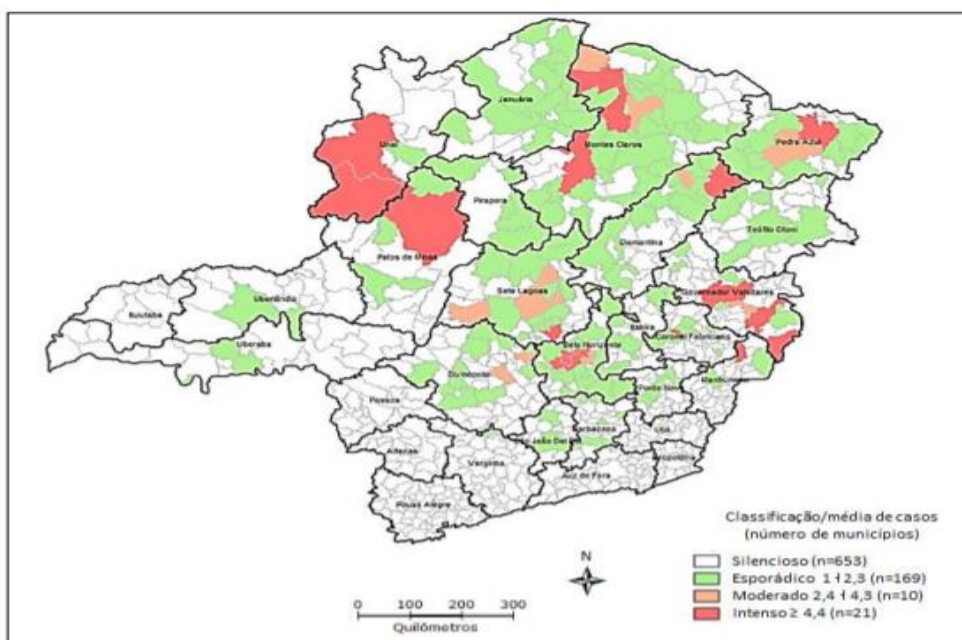 Januária
Montes Claros
Pedra Azul
Unaí
Pirapora
Teófilo Otoni
Diamantina
Patos de Minas
Sete Lagoas
Governador Valadares
Uberlândia
Ituiutaba
Itabira
Coronel Fabriciano
Belo Horizonte
Uberaba
Divinópolis
Manhuaçu
Ponte Nova
Passos
Barbacena
Ubá
São João Del Rei
Alfenas
Varginha
Juiz de Fora
Leopoldina
Pouso Alegre
Classificação/média de casos
(número de municípios)
N
Silencioso (n=653)
Esporádico 1 ˧ 2,3 (n=169)
Moderado 2,4 ˧ 4,3 (n=10)
Intenso ≥ 4,4 (n=21)
0 100 200 300
Quilômetros